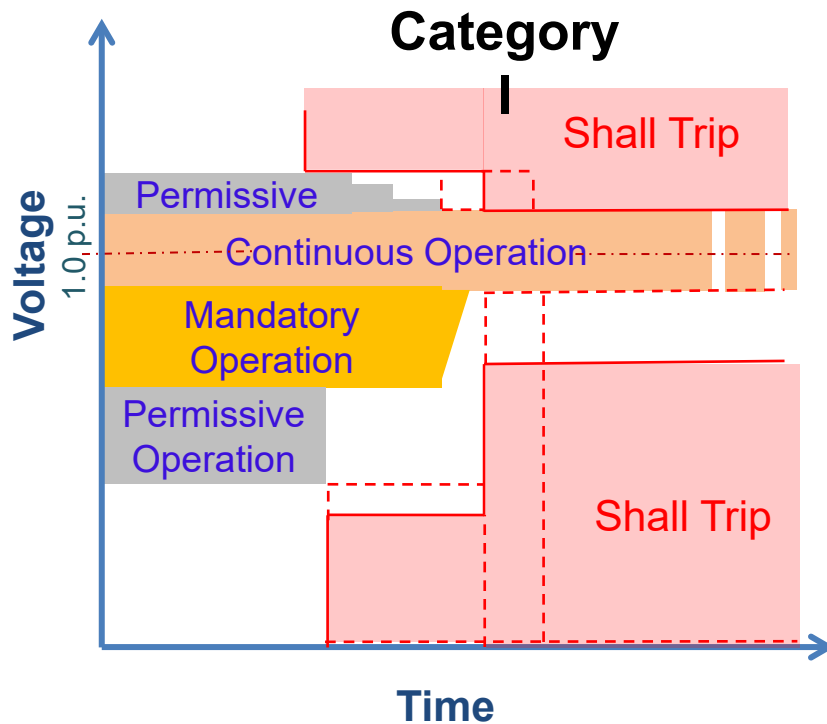 Category
I
Shall Trip
Permissive
Continuous Operation
Mandatory
Operation
Permissive
Operation
Shall Trip
Voltage
1.0 p.u.
Time